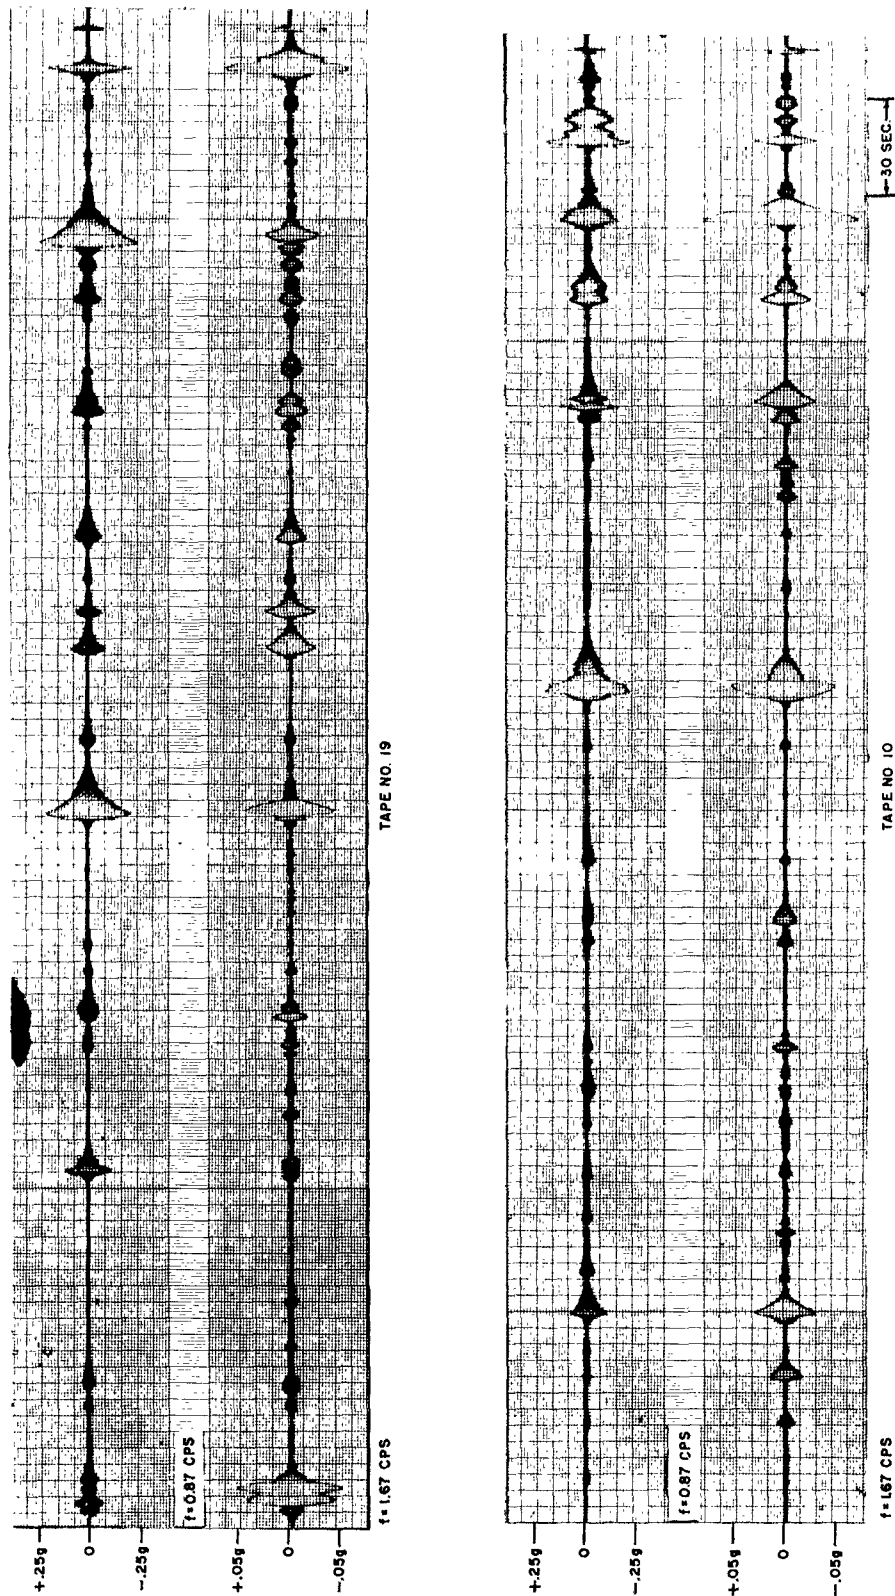 +.25g
0
-.25g
f=0.87 CPS
+.05g
0
-.05g
f=1.67 CPS
TAPE NO. 19
+.25g
0
-.25g
f=0.87 CPS
+.05g
0
-.05g
f=1.67 CPS
TAPE NO 10
30 SEC.